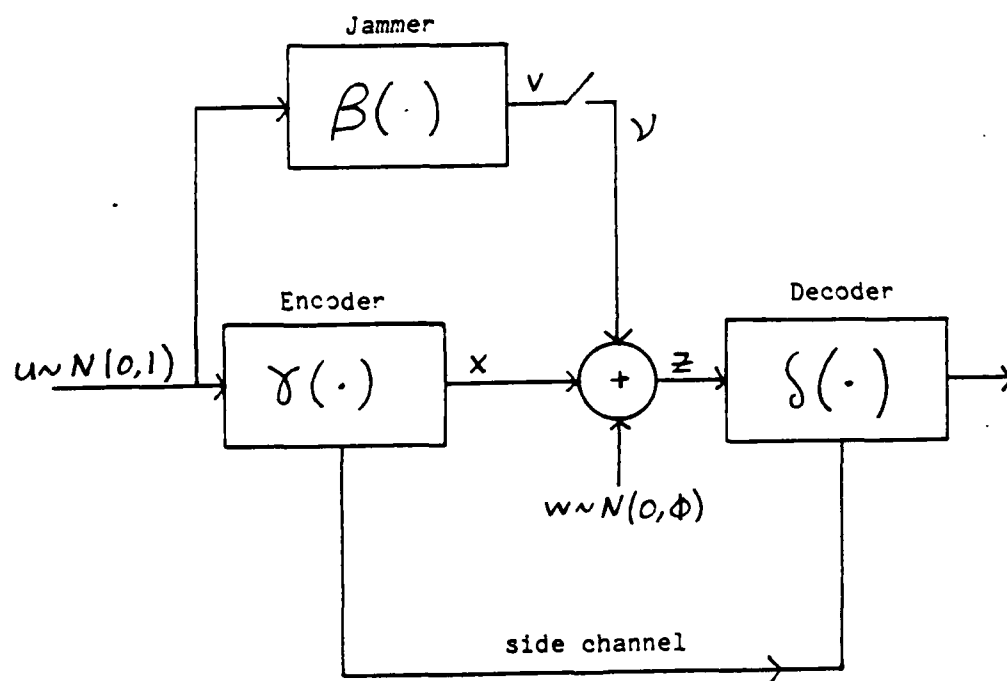 Jammer
β(·)
v
ν
Encoder
Decoder
u~N(0,1)
γ(·)
x
+
z
δ(·)
w~N(0,Φ)
side channel